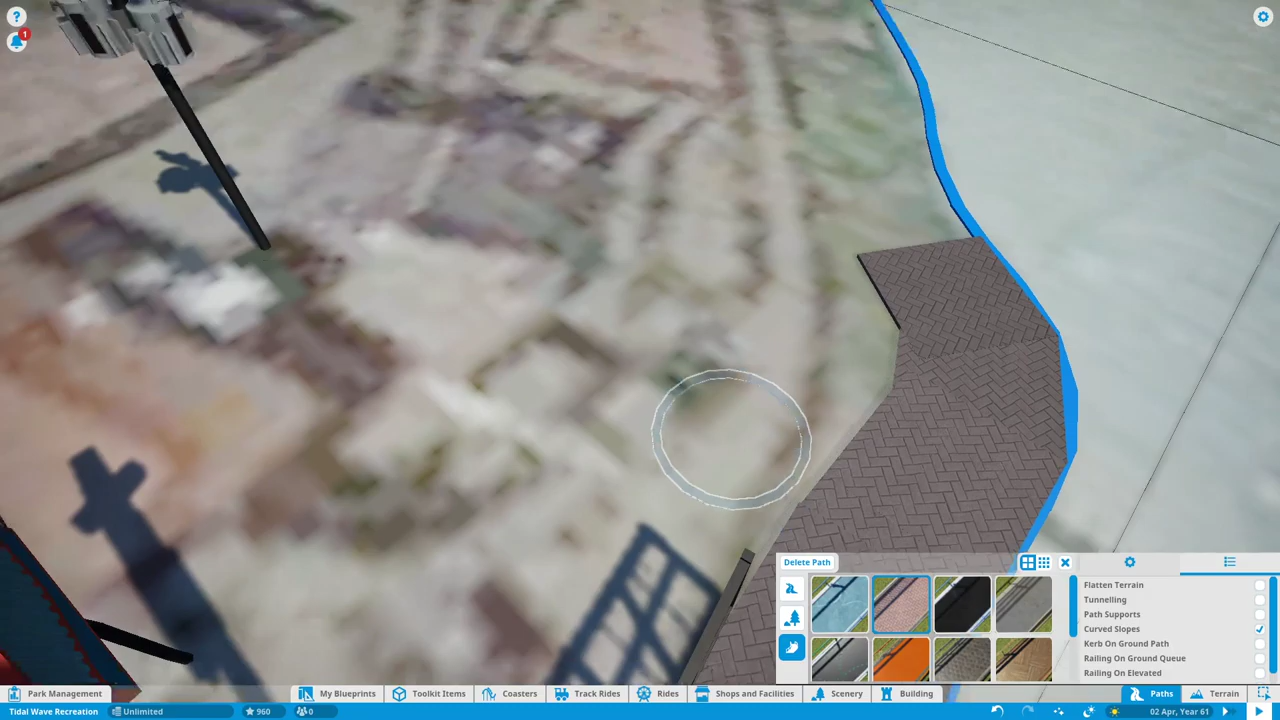 1
Delete Path
Flatten Terrain
Tunnelling
Path Supports
Curved Slopes
Kerb On Ground Path
Railing On Ground Queue
Railing On Elevated
Park Management
My Blueprints
Toolkit Items
Coasters
Track Rides
Rides
Shops and Facilities
Scenery
Building
Paths
Terrain
Tidal Wave Recreation
Unlimited
960
0
02 Apr, Year 61